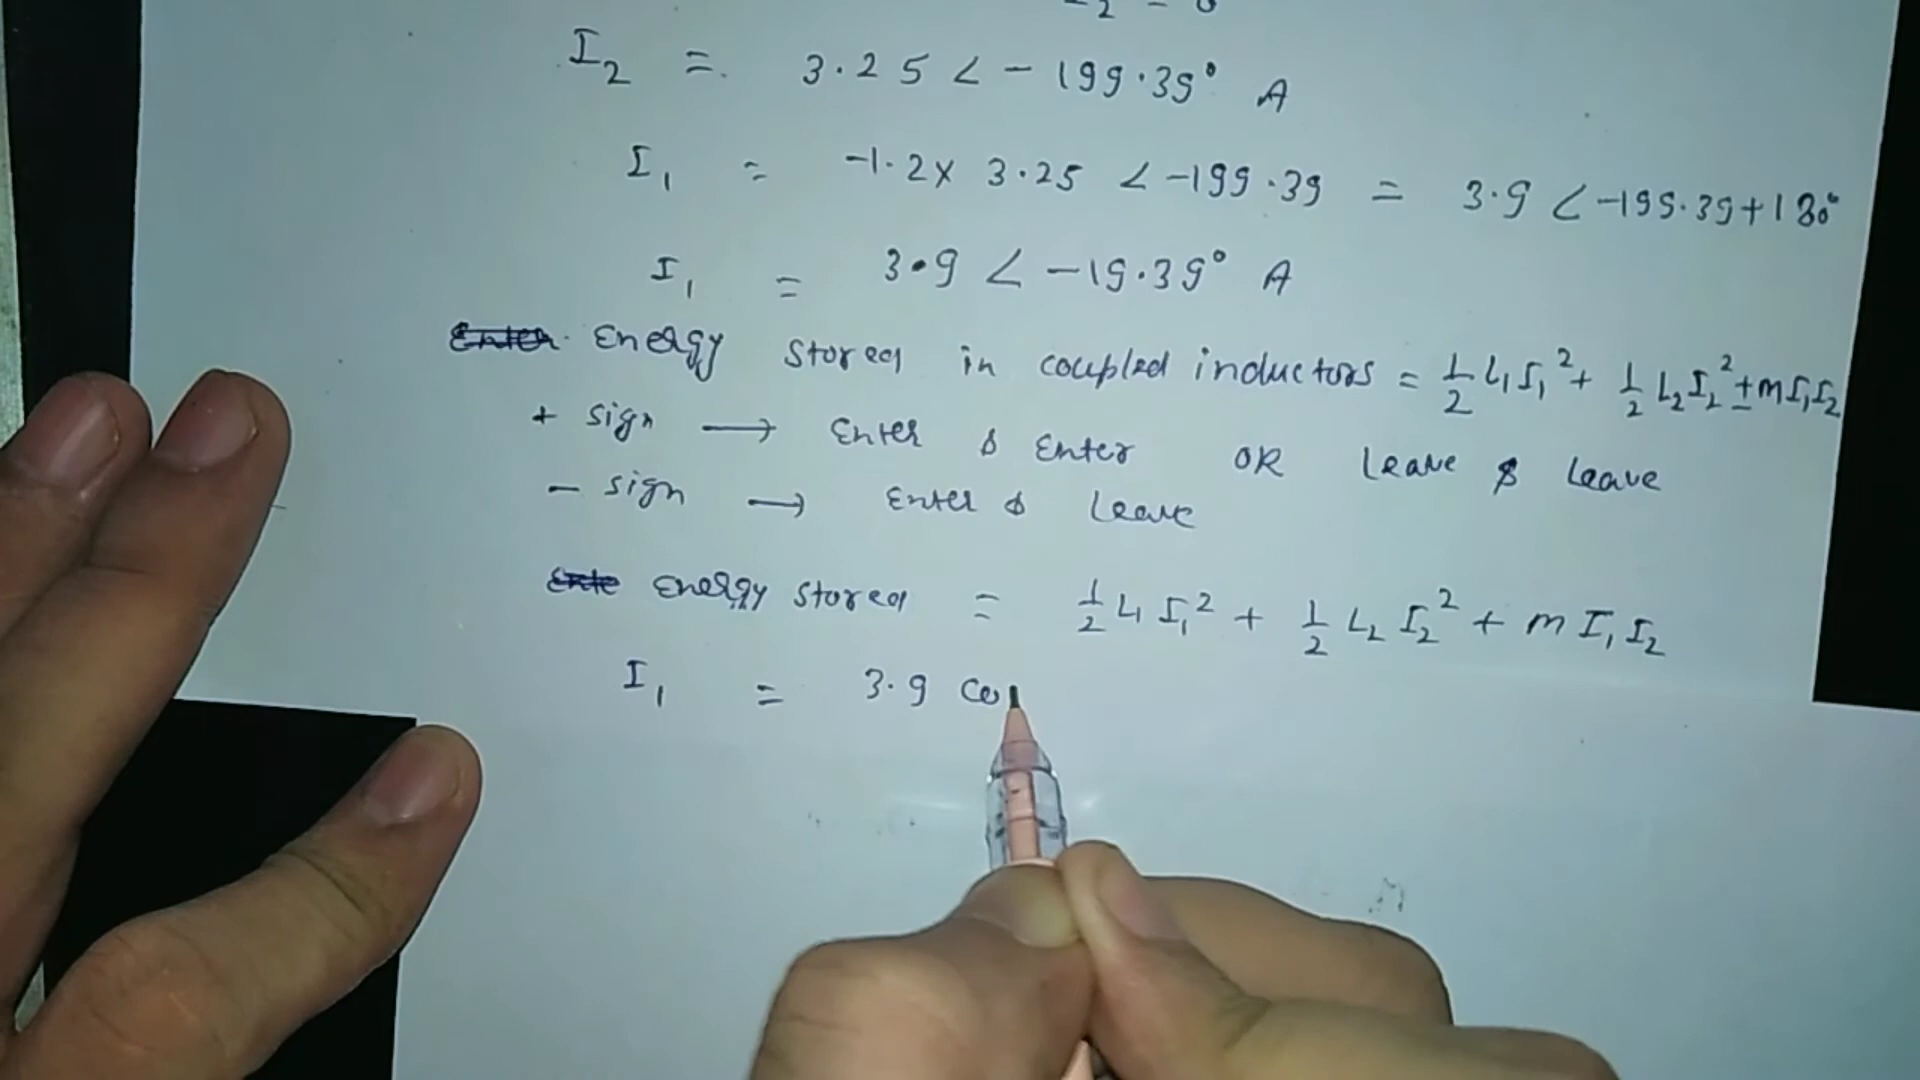 I₂ = 3.25 ∠ - 199.39° A
I₁ = -1.2 x 3.25 ∠ -199.39 = 3.9 ∠ -199.39 + 180°
I₁ = 3.9 ∠ -19.39° A
Energy stored in coupled inductors = 1/2 L₁ I₁² + 1/2 L₂ I₂² ± m I₁ I₂
+ sign → Enter & Enter OR Leave & Leave
- sign → Enter & Leave
Energy stored = 1/2 L₁ I₁² + 1/2 L₂ I₂² + m I₁ I₂
I₁ = 3.9 Co